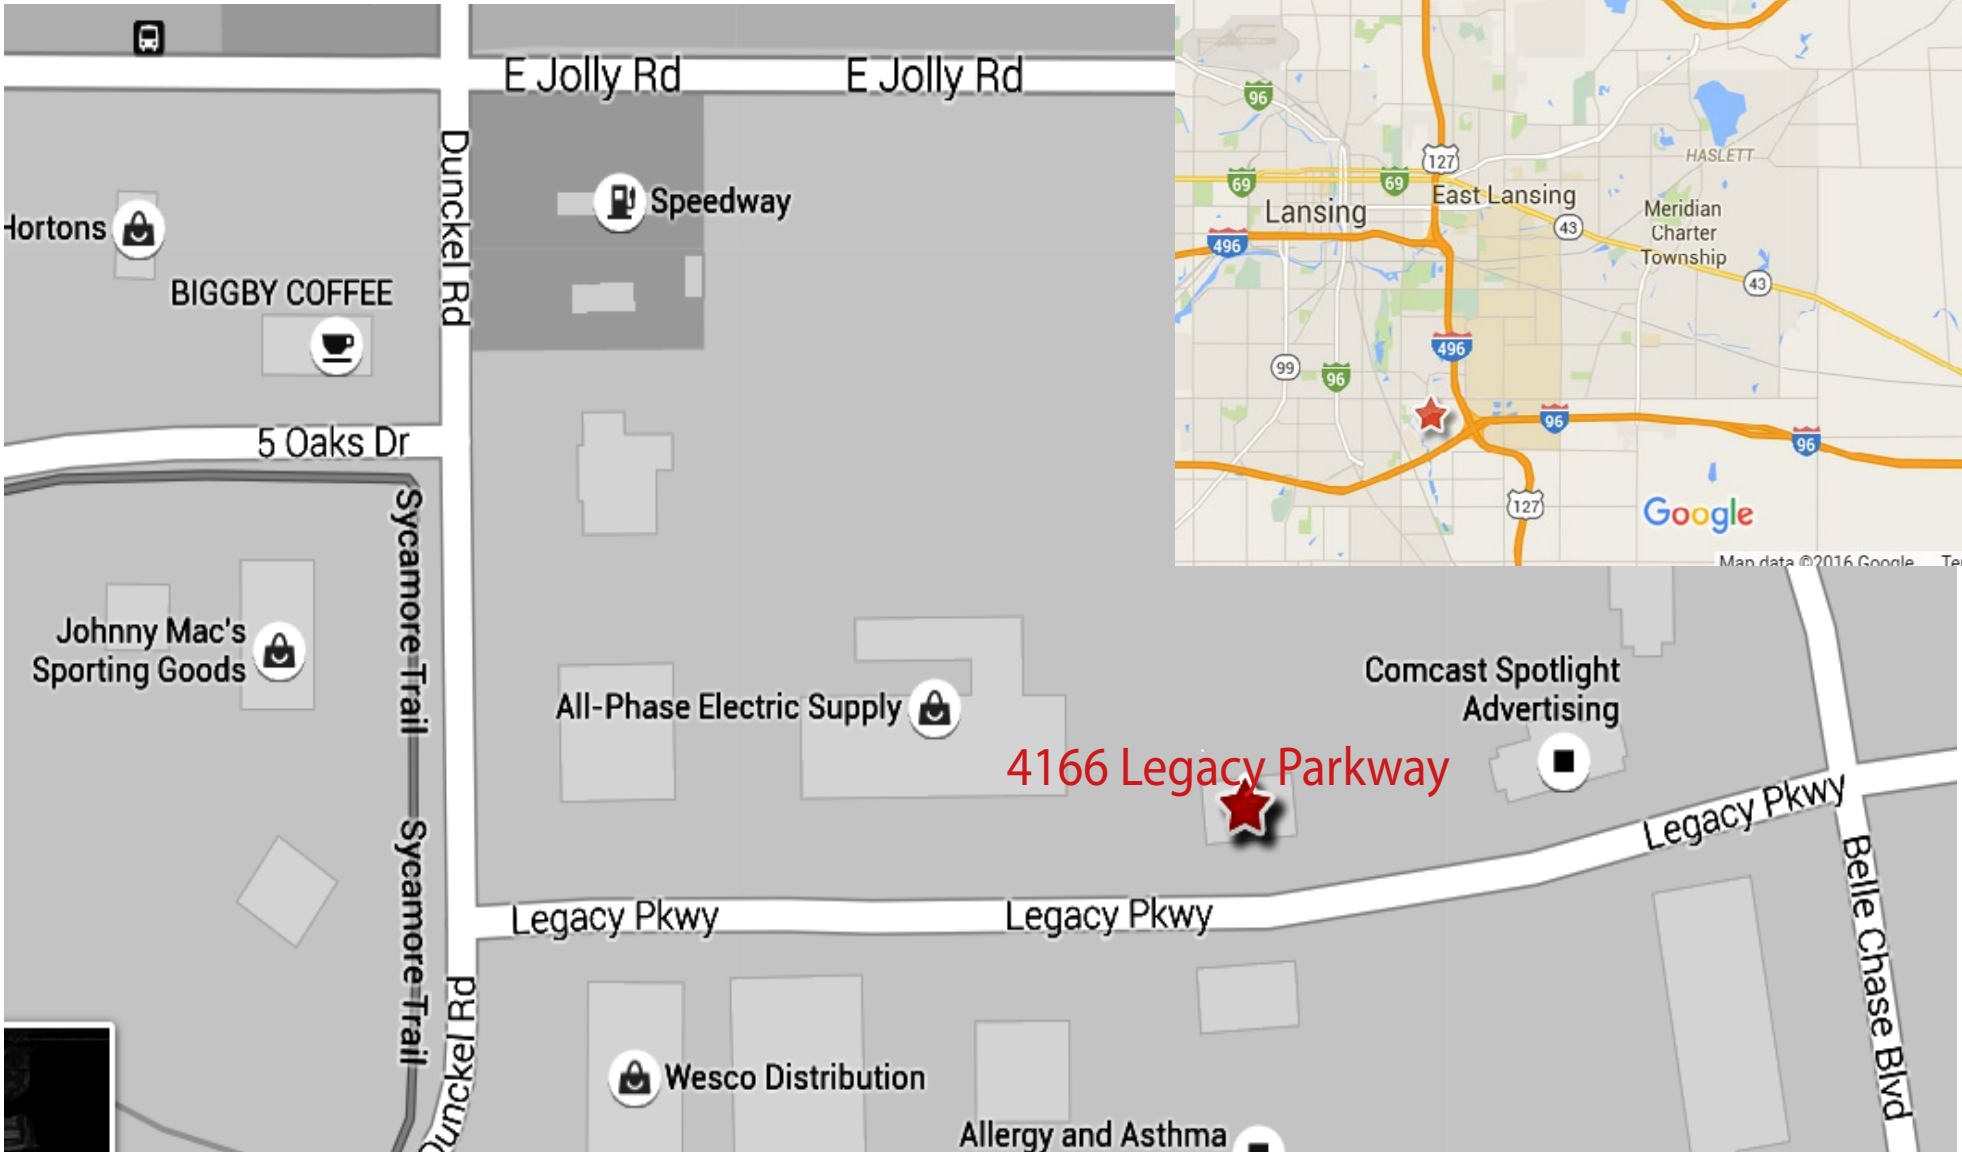 E Jolly Rd
E Jolly Rd
Dunckel Rd
Speedway
Hortons
BIGGBY COFFEE
5 Oaks Dr
Sycamore Trail
Johnny Mac's
Sporting Goods
All-Phase Electric Supply
4166 Legacy Parkway
Comcast Spotlight
Advertising
Legacy Pkwy
Legacy Pkwy
Legacy Pkwy
Belle Chase Blvd
Sycamore Trail
Dunckel Rd
Wesco Distribution
Allergy and Asthma
96
127
HASLETT
69
69
East Lansing
Lansing
Meridian
Charter
Township
43
496
43
496
99
96
96
96
127
Google
Map data ©2016 Google